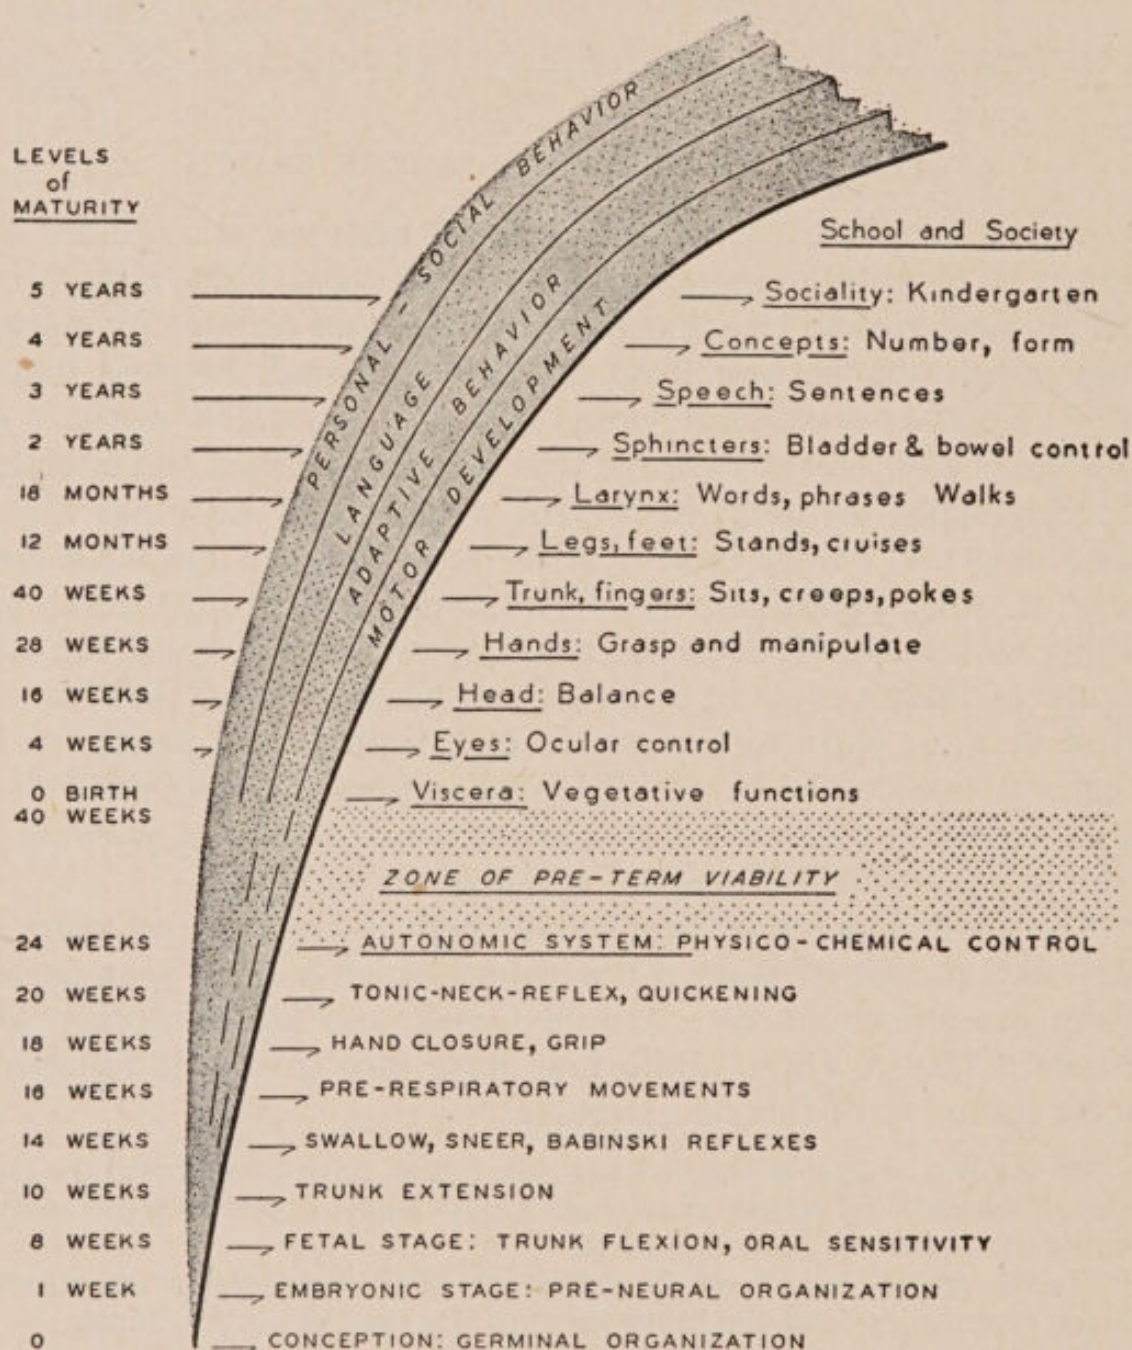 LEVELS
of
MATURITY
PERSONAL - SOCIAL BEHAVIOR
LANGUAGE
ADAPTIVE BEHAVIOR
MOTOR DEVELOPMENT
School and Society
5 YEARS Sociality: Kindergarten
4 YEARS Concepts: Number, form
3 YEARS Speech: Sentences
2 YEARS Sphincters: Bladder & bowel control
18 MONTHS Larynx: Words, phrases Walks
12 MONTHS Legs, feet: Stands, cruises
40 WEEKS Trunk, fingers: Sits, creeps, pokes
28 WEEKS Hands: Grasp and manipulate
16 WEEKS Head: Balance
4 WEEKS Eyes: Ocular control
0 BIRTH Viscera: Vegetative functions
40 WEEKS
ZONE OF PRE-TERM VIABILITY
24 WEEKS AUTONOMIC SYSTEM: PHYSICO-CHEMICAL CONTROL
20 WEEKS TONIC-NECK-REFLEX, QUICKENING
18 WEEKS HAND CLOSURE, GRIP
16 WEEKS PRE-RESPIRATORY MOVEMENTS
14 WEEKS SWALLOW, SNEER, BABINSKI REFLEXES
10 WEEKS TRUNK EXTENSION
8 WEEKS FETAL STAGE: TRUNK FLEXION, ORAL SENSITIVITY
1 WEEK EMBRYONIC STAGE: PRE-NEURAL ORGANIZATION
0 CONCEPTION: GERMINAL ORGANIZATION